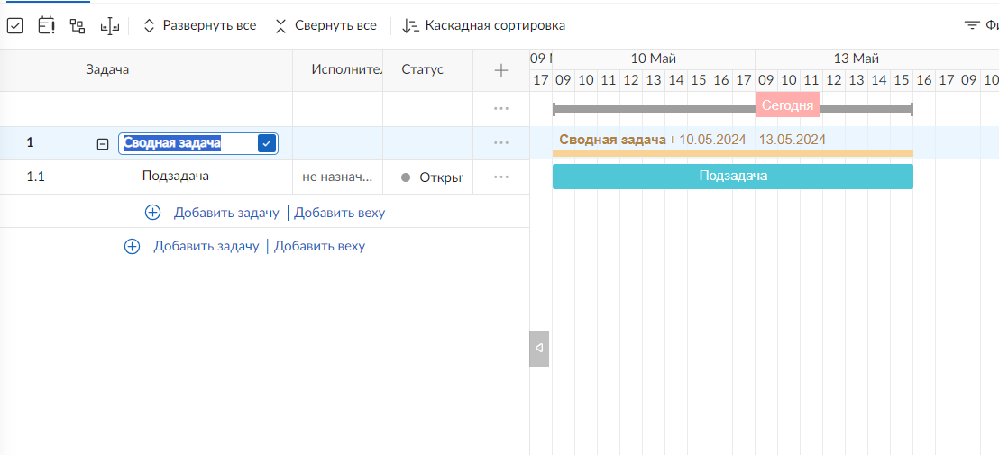 Развернуть все Свернуть все Каскадная сортировка Фи
Задача Исполнител Статус 09 М 10 Май 13 Май
17 09 10 11 12 13 14 15 16 17 09 10 11 12 13 14 15 16 17 09 10
Сегодня
1 Сводная задача Сводная задача 10.05.2024 - 13.05.2024
1.1 Подзадача не назнач... Откры Подзадача
Добавить задачу | Добавить веху
Добавить задачу | Добавить веху